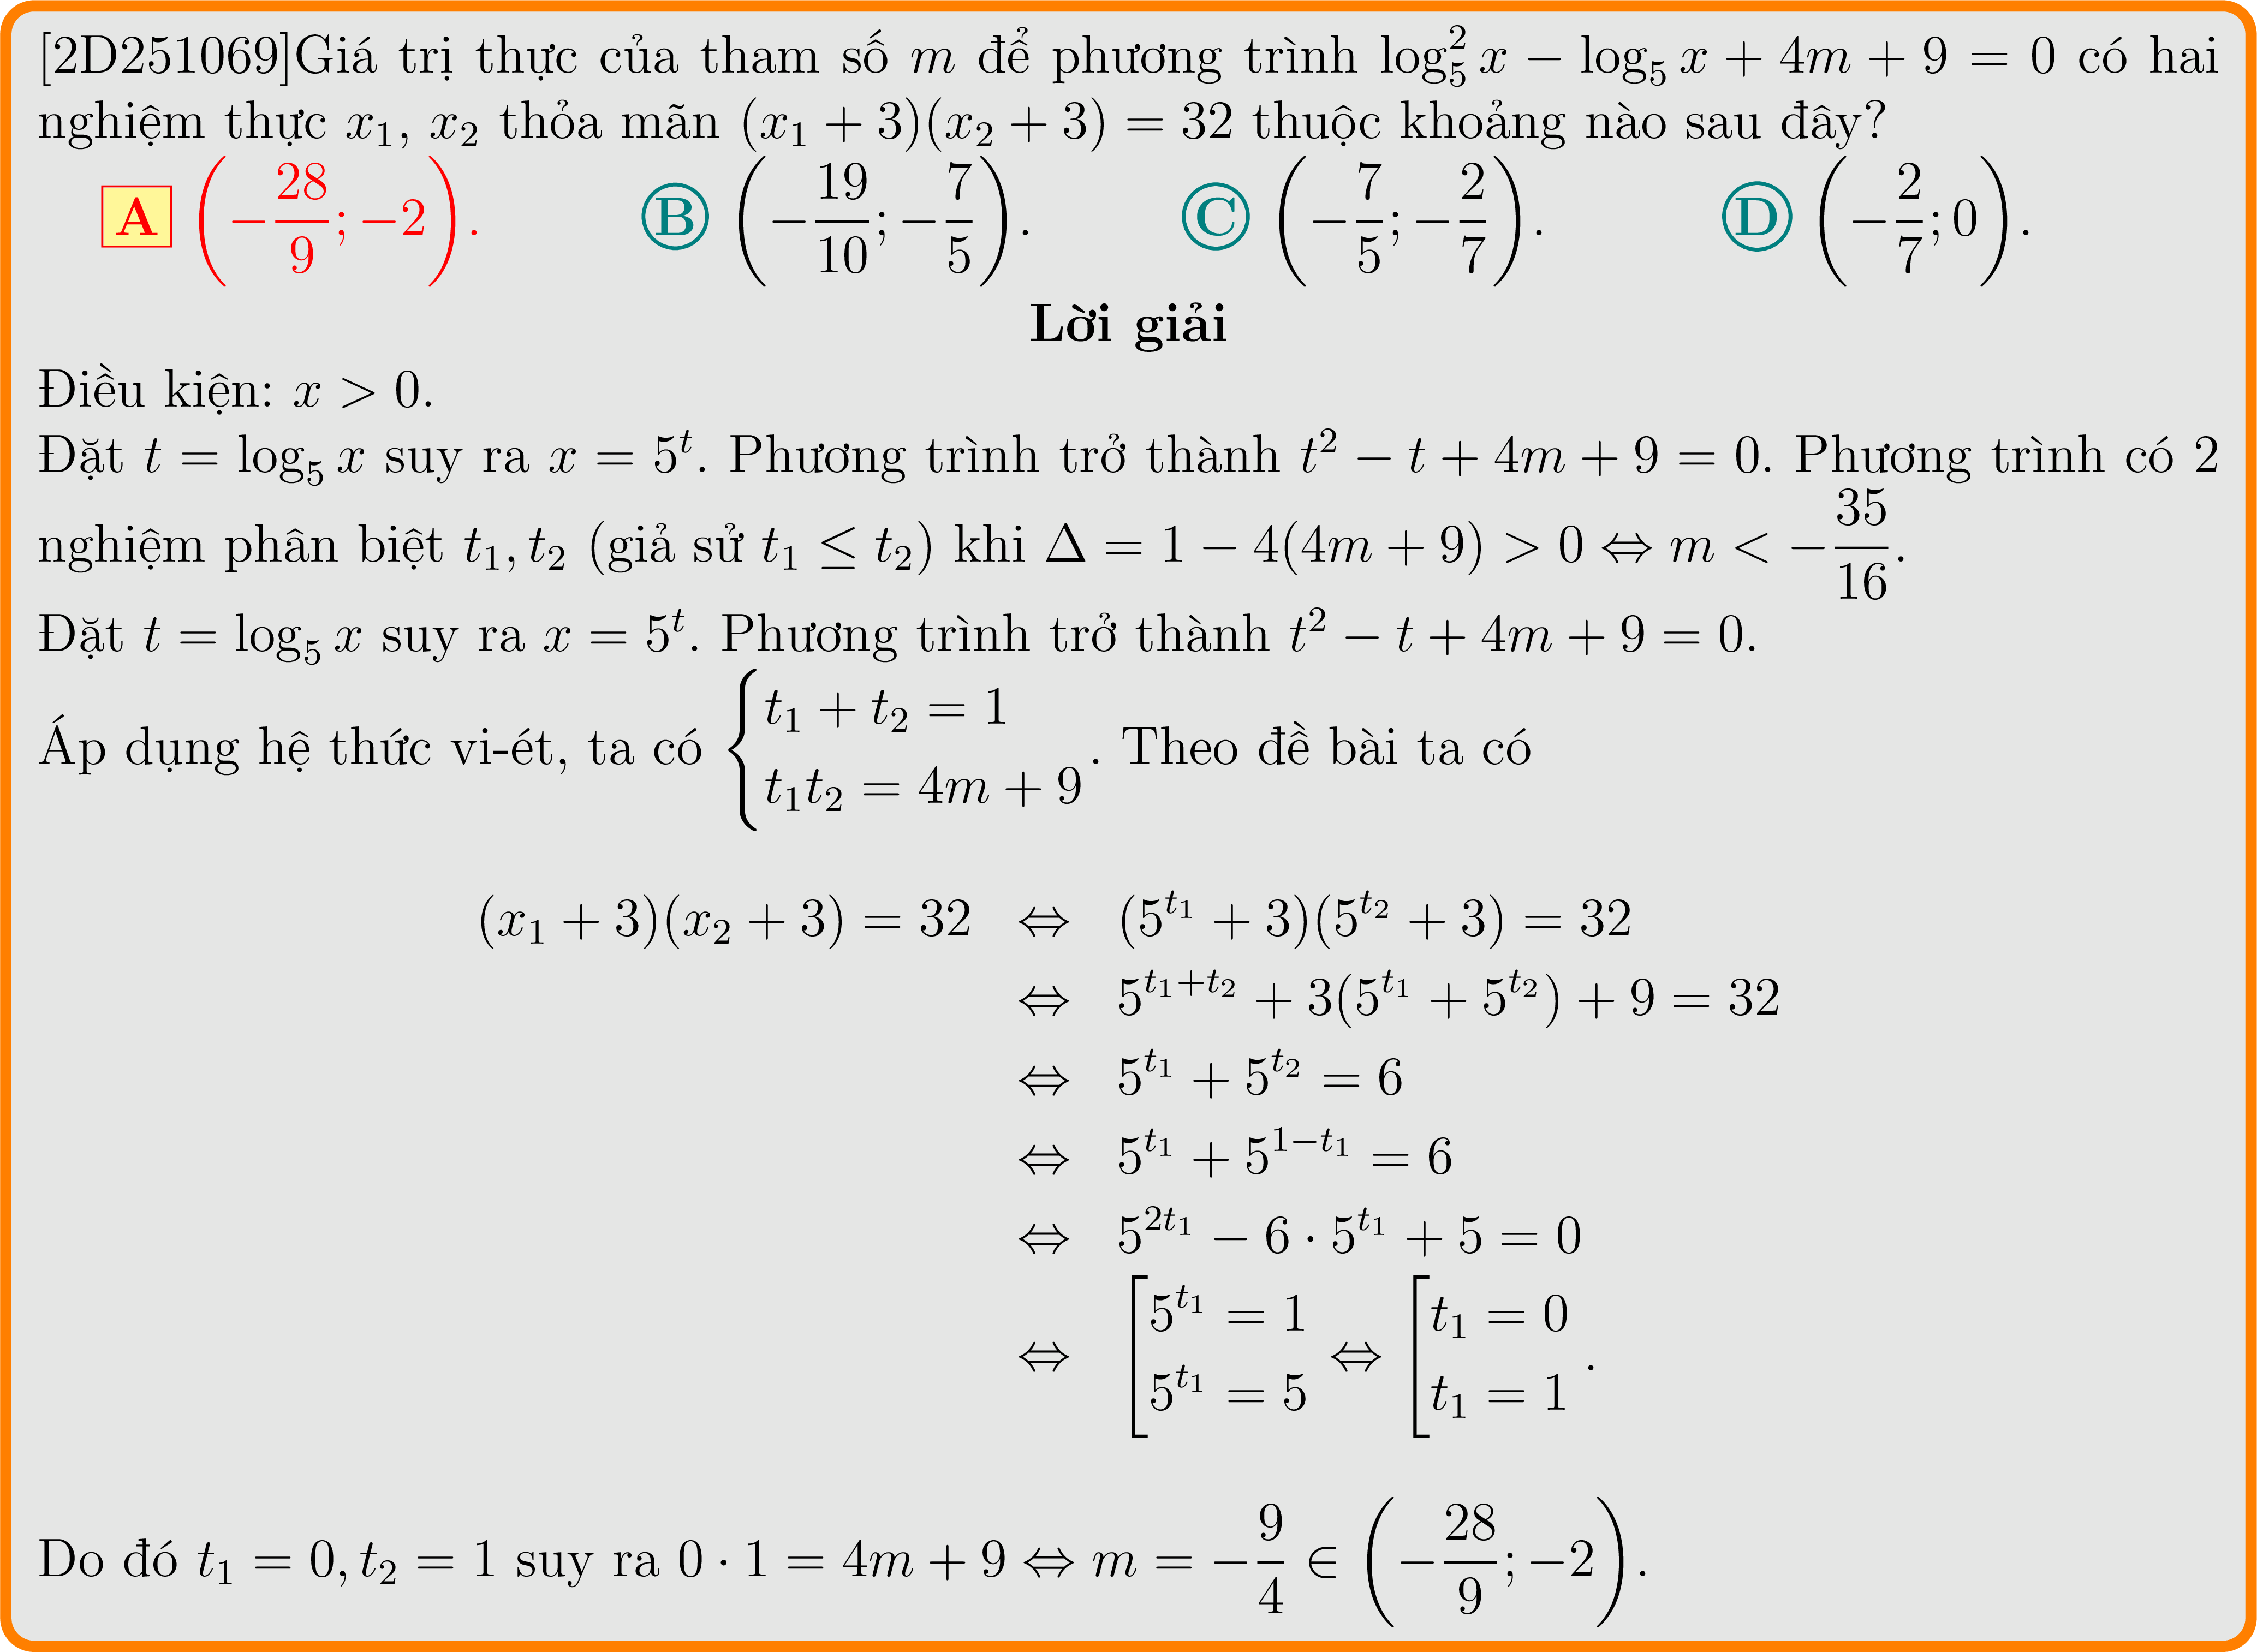 [2D251069]Giá trị thực của tham số $m$ để phương trình $\log_5^2 x - \log_5 x + 4m + 9 = 0$ có hai
nghiệm thực $x_1$, $x_2$ thỏa mãn $(x_1 + 3)(x_2 + 3) = 32$ thuộc khoảng nào sau đây?
A $\left(-\dfrac{28}{9}; -2\right)$. B $\left(-\dfrac{19}{10}; -\dfrac{7}{5}\right)$. C $\left(-\dfrac{7}{5}; -\dfrac{2}{7}\right)$. D $\left(-\dfrac{2}{7}; 0\right)$.
Lời giải
Điều kiện: $x > 0$.
Đặt $t = \log_5 x$ suy ra $x = 5^t$. Phương trình trở thành $t^2 - t + 4m + 9 = 0$. Phương trình có 2
nghiệm phân biệt $t_1, t_2$ (giả sử $t_1 \leq t_2$) khi $\Delta = 1 - 4(4m + 9) > 0 \Leftrightarrow m < -\dfrac{35}{16}$.
Đặt $t = \log_5 x$ suy ra $x = 5^t$. Phương trình trở thành $t^2 - t + 4m + 9 = 0$.
Áp dụng hệ thức vi-ét, ta có $\begin{cases} t_1 + t_2 = 1 \\ t_1 t_2 = 4m + 9 \end{cases}$. Theo đề bài ta có
$(x_1 + 3)(x_2 + 3) = 32 \Leftrightarrow (5^{t_1} + 3)(5^{t_2} + 3) = 32$
$\Leftrightarrow 5^{t_1 + t_2} + 3(5^{t_1} + 5^{t_2}) + 9 = 32$
$\Leftrightarrow 5^{t_1} + 5^{t_2} = 6$
$\Leftrightarrow 5^{t_1} + 5^{1 - t_1} = 6$
$\Leftrightarrow 5^{2t_1} - 6 \cdot 5^{t_1} + 5 = 0$
$\Leftrightarrow \left[\begin{array}{l} 5^{t_1} = 1 \\ 5^{t_1} = 5 \end{array}\right. \Leftrightarrow \left[\begin{array}{l} t_1 = 0 \\ t_1 = 1 \end{array}\right.$.
Do đó $t_1 = 0, t_2 = 1$ suy ra $0 \cdot 1 = 4m + 9 \Leftrightarrow m = -\dfrac{9}{4} \in \left(-\dfrac{28}{9}; -2\right)$.